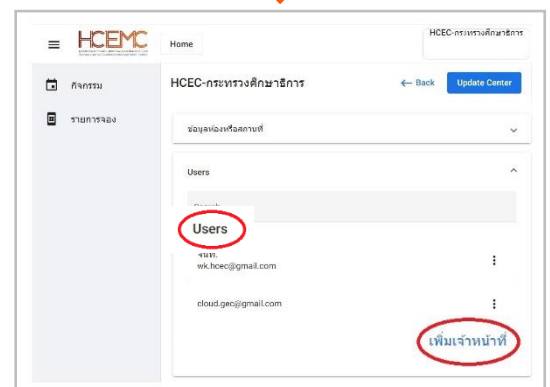 HCEMC
Home
HCEC-กระทรวงศึกษาธิการ
กิจกรรม
รายการจอง
HCEC-กระทรวงศึกษาธิการ
← Back
Update Center
ข้อมูลห้องหรือสถานที่
Users
Search
Users
จนท.
wk.hcec@gmail.com
cloud.gec@gmail.com
เพิ่มเจ้าหน้าที่